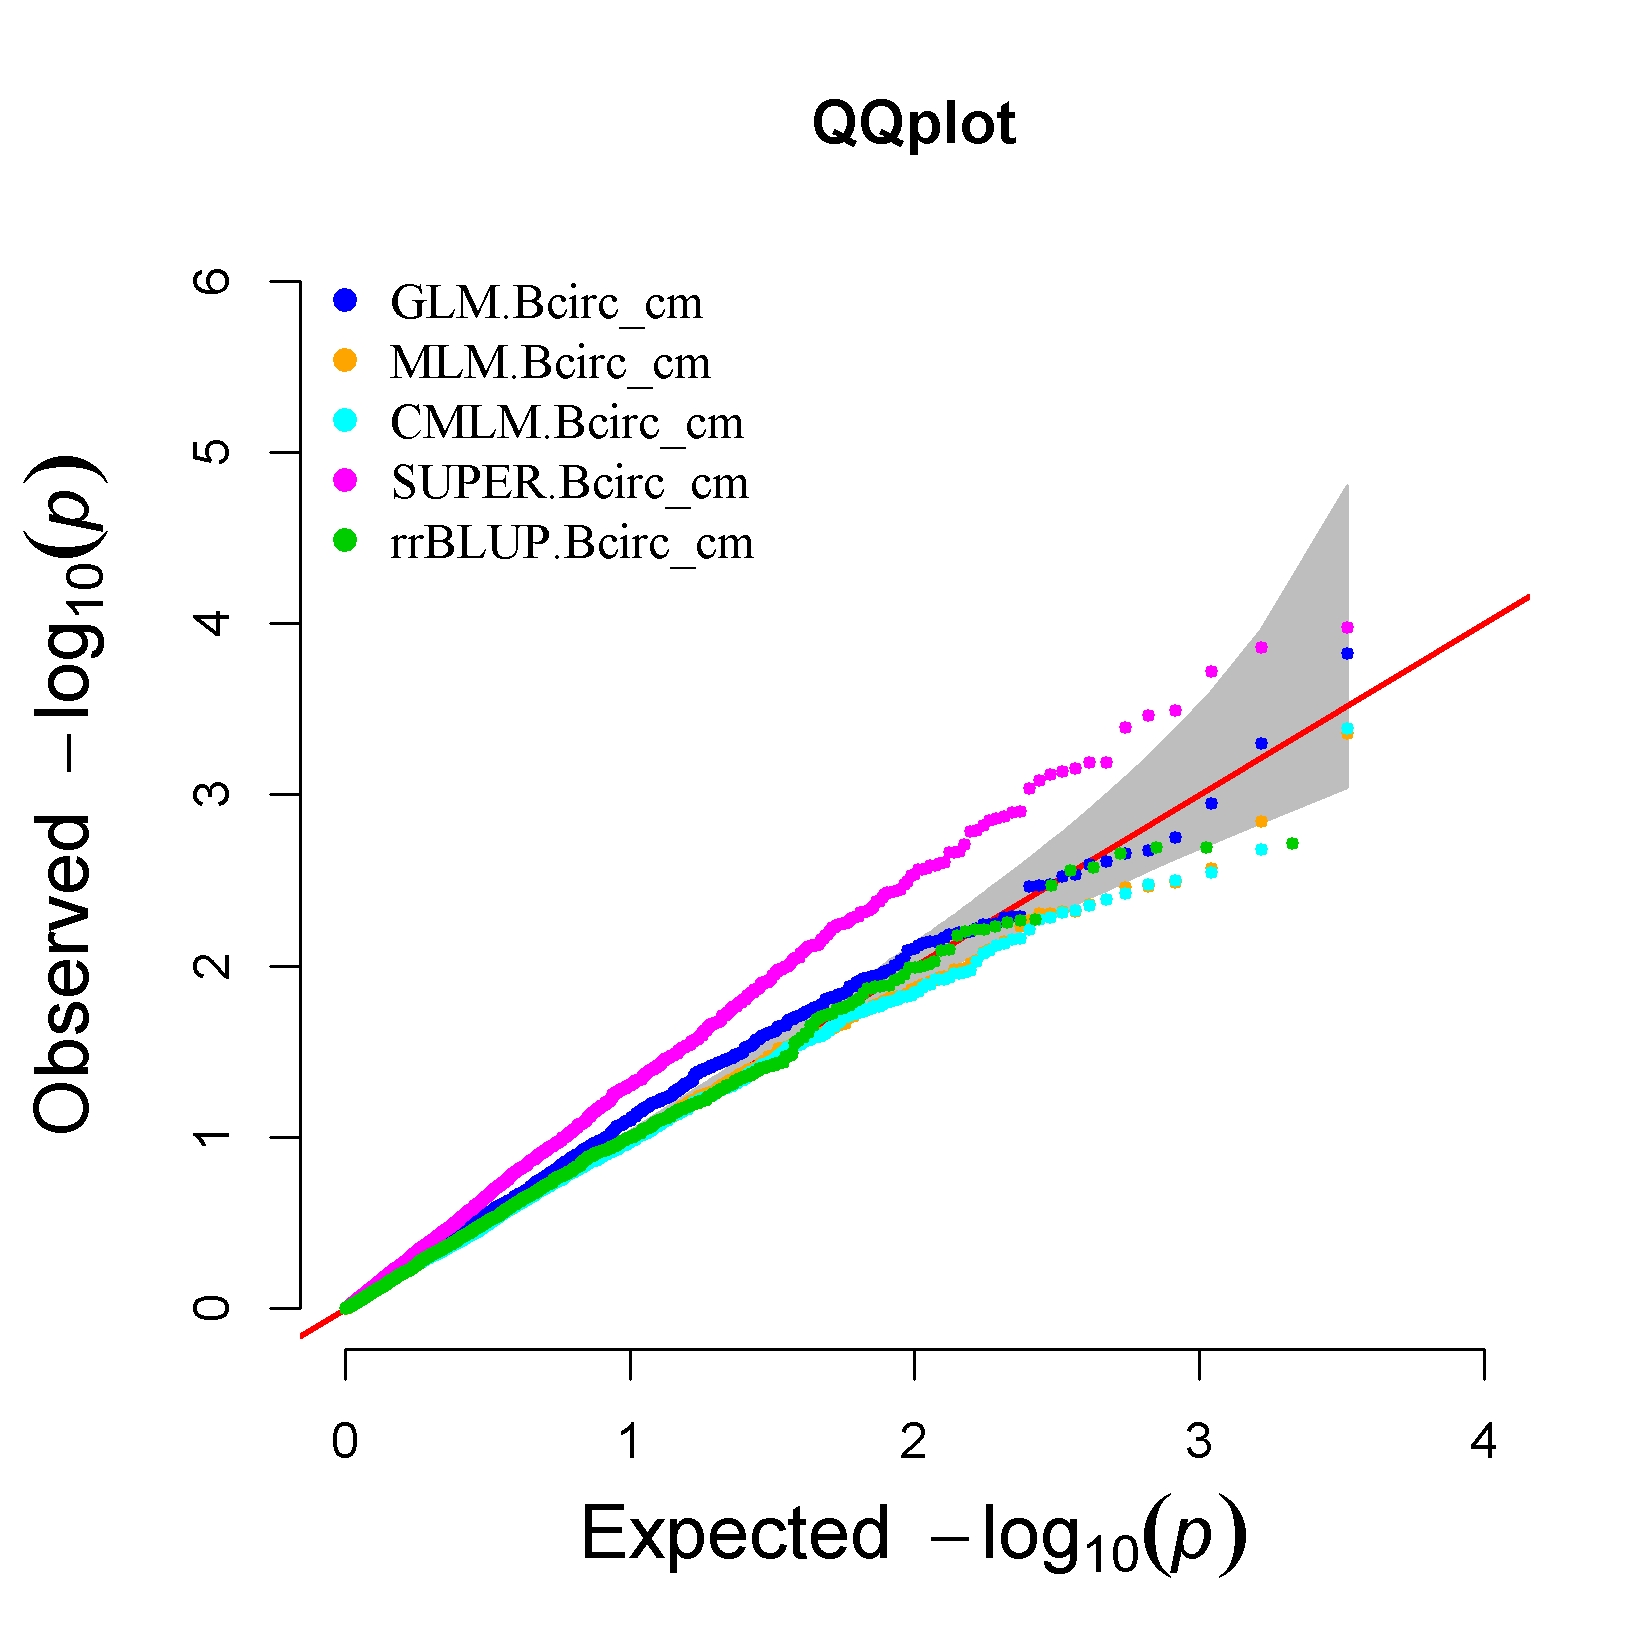 QQplot
6
5
4
3
2
1
0
GLM.Bcirc_cm
MLM.Bcirc_cm
CMLM.Bcirc_cm
SUPER.Bcirc_cm
rrBLUP.Bcirc_cm
Observed −log10(p)
0 1 2 3 4
Expected −log10(p)